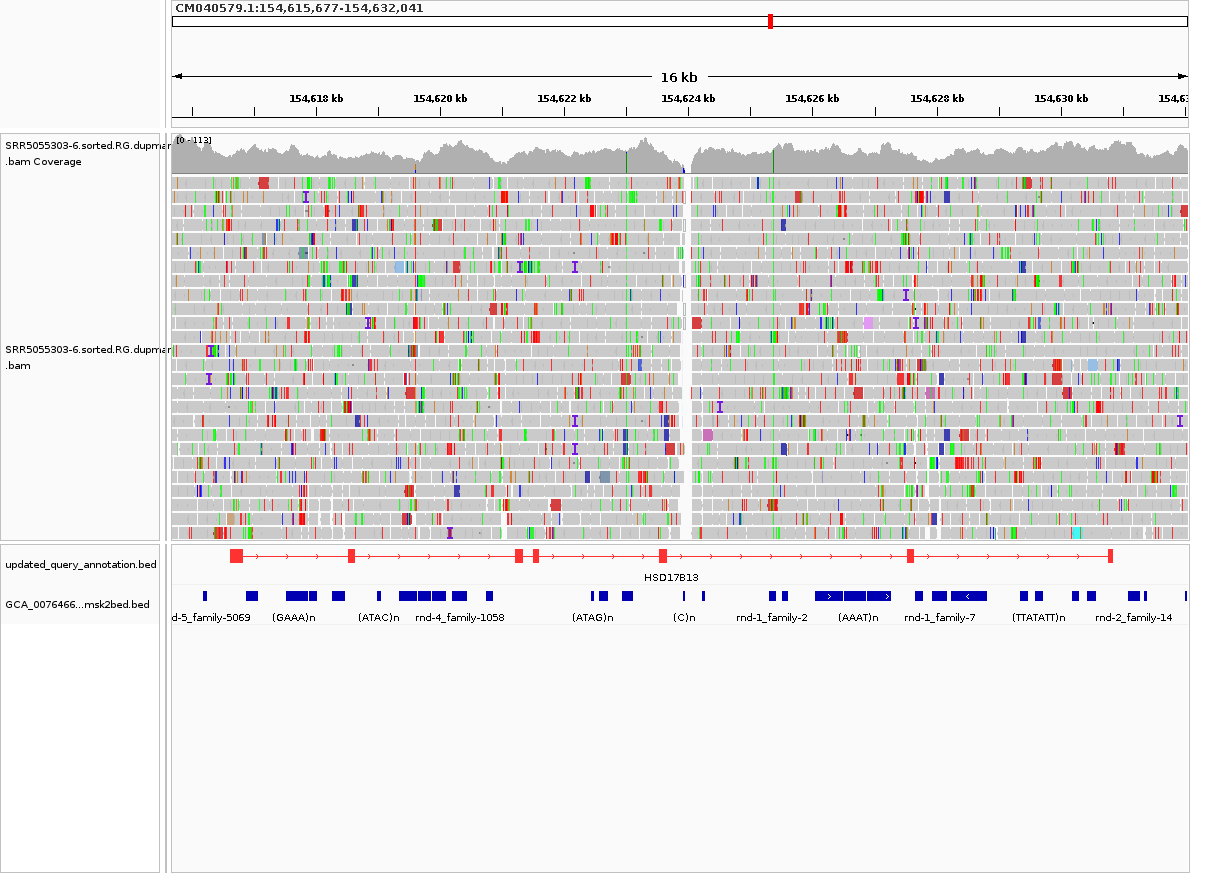 CM040579.1:154,615,677-154,632,041
16 kb
154,618 kb 154,620 kb 154,622 kb 154,624 kb 154,626 kb 154,628 kb 154,630 kb 154,63
SRR5055303-6.sorted.RG.dupmar
.bam Coverage
[0 - 113]
SRR5055303-6.sorted.RG.dupmar
.bam
updated_query_annotation.bed
HSD17B13
GCA_0076466...msk2bed.bed
d-5_family-5069 (GAAA)n (ATAC)n rnd-4_family-1058 (ATAG)n (C)n rnd-1_family-2 (AAAT)n rnd-1_family-7 (TTATATT)n rnd-2_family-14